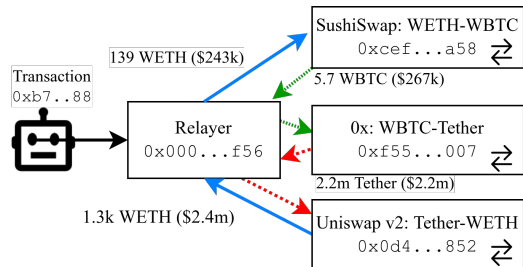 SushiSwap: WETH-WBTC
0xcef...a58
139 WETH ($243k)
5.7 WBTC ($267k)
Transaction
0xb7..88
Relayer
0x000...f56
0x: WBTC-Tether
0xf55...007
2.2m Tether ($2.2m)
1.3k WETH ($2.4m)
Uniswap v2: Tether-WETH
0x0d4...852